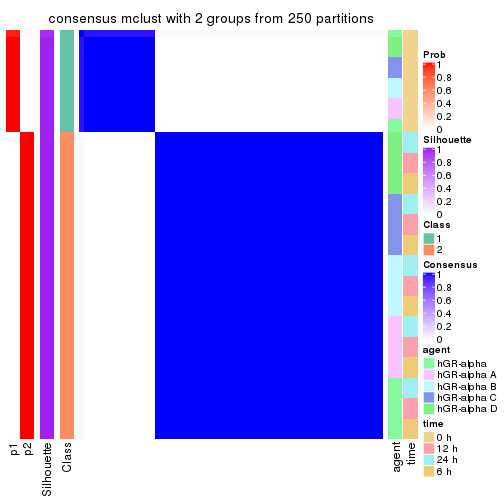 consensus mclust with 2 groups from 250 partitions
Prob
1
0.8
0.6
0.4
0.2
0
Silhouette
1
0.8
0.6
0.4
0.2
0
Class
1
2
Consensus
1
0.8
0.6
0.4
0.2
0
agent
hGR-alpha
hGR-alpha A
hGR-alpha B
hGR-alpha C
hGR-alpha D
time
0 h
12 h
24 h
6 h
p1
p2
Silhouette
Class
agent
time